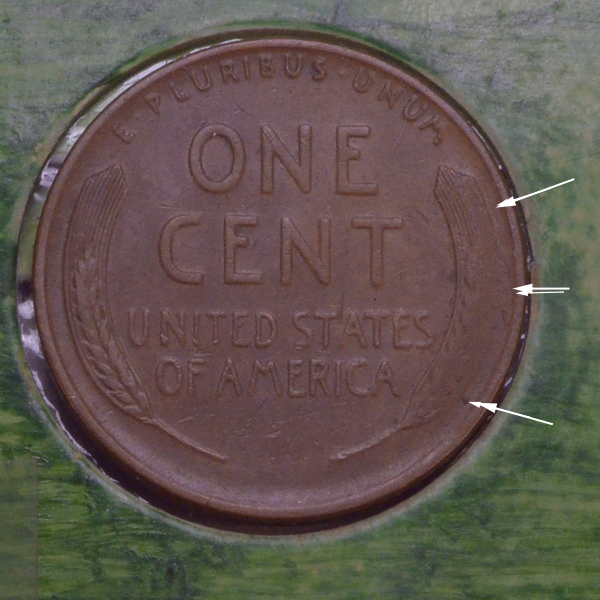 E · PLURIBUS · UNUM
ONE
CENT
UNITED STATES
OF AMERICA